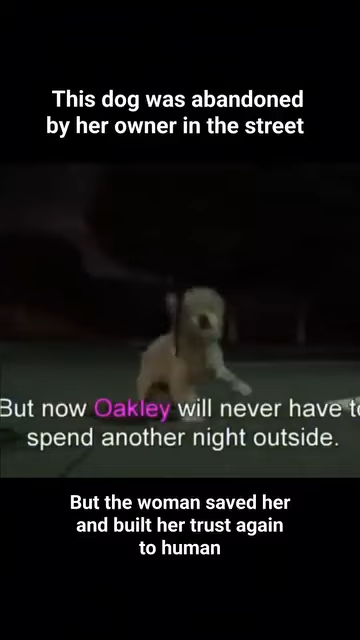 This dog was abandoned
by her owner in the street
But now Oakley will never have to
spend another night outside.
But the woman saved her
and built her trust again
to human